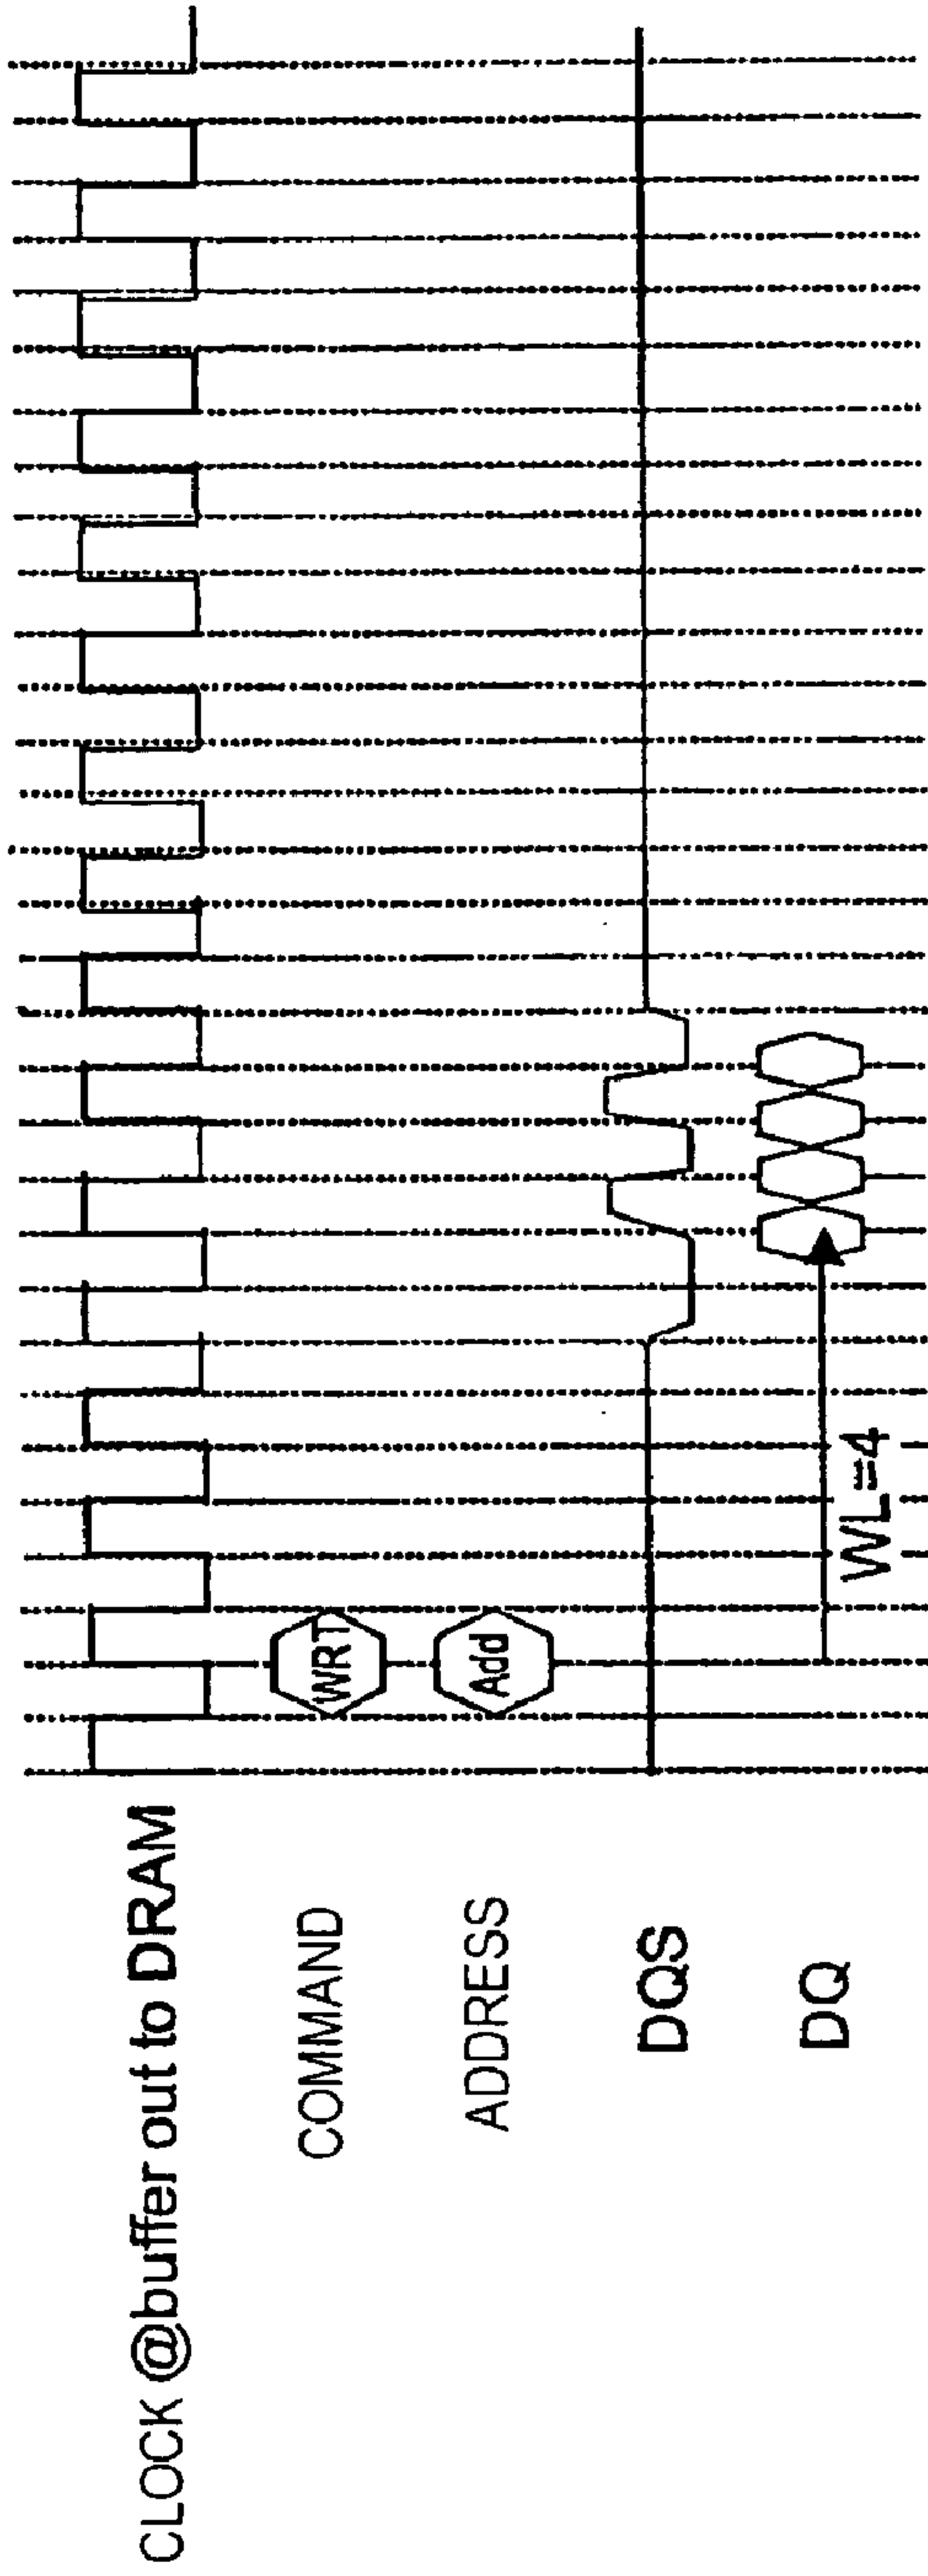 CLOCK @buffer out to DRAM
COMMAND
WRT
ADDRESS
Add
DQS
DQ
WL=4